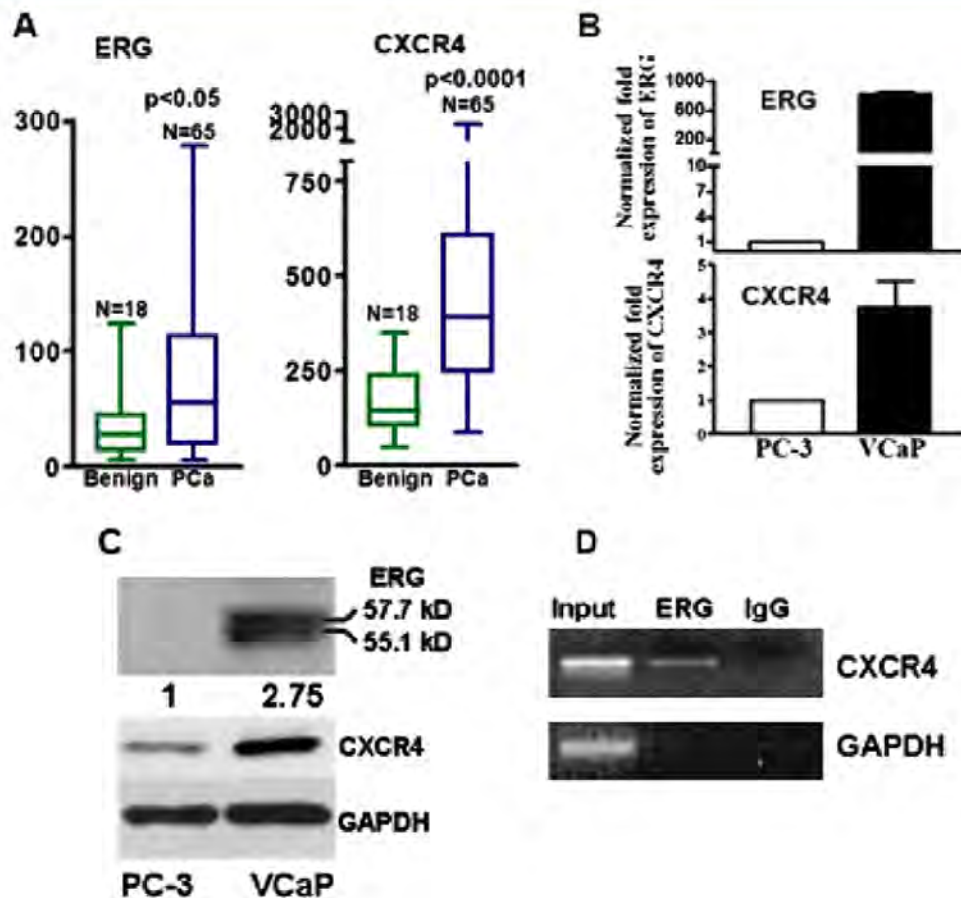 A
ERG
p<0.05
N=65
300
200
100
0
N=18
Benign PCa
CXCR4
p<0.0001
N=65
3000
2000
750
500
250
0
N=18
Benign PCa
B
Normalized fold
expression of ERG
1000
600
200
10
7
4
1
ERG
Normalized fold
expression of CXCR4
5
4
3
2
1
0
CXCR4
PC-3 VCaP
C
ERG
57.7 kD
55.1 kD
1 2.75
CXCR4
GAPDH
PC-3 VCaP
D
Input ERG IgG
CXCR4
GAPDH